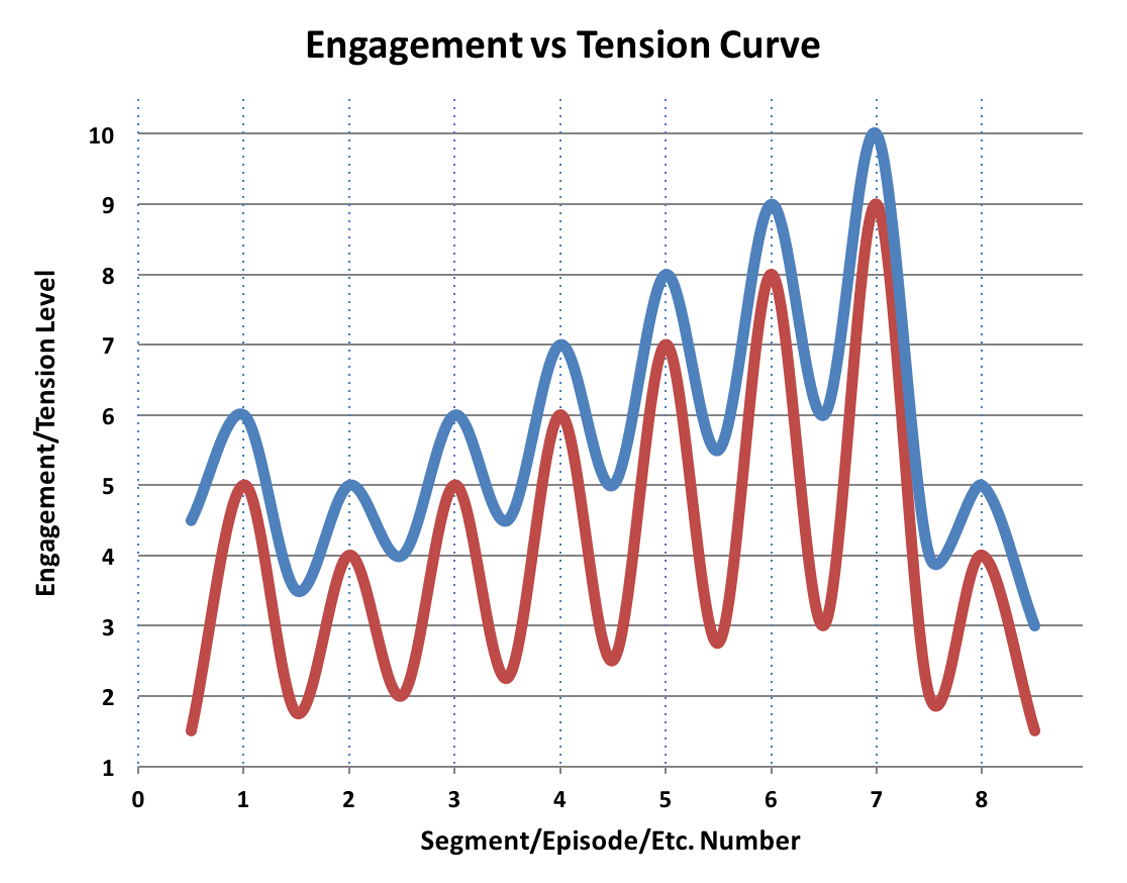 Engagement vs Tension Curve
10
9
8
7
6
5
4
3
2
1
Engagement/Tension Level
0 1 2 3 4 5 6 7 8
Segment/Episode/Etc. Number